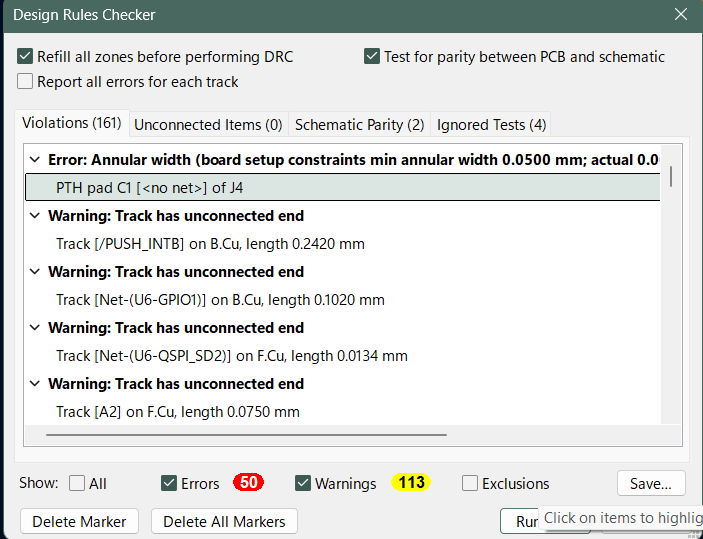 Design Rules Checker
Refill all zones before performing DRC
Test for parity between PCB and schematic
Report all errors for each track
Violations (161)
Unconnected Items (0)
Schematic Parity (2)
Ignored Tests (4)
Error: Annular width (board setup constraints min annular width 0.0500 mm; actual 0.0
PTH pad C1 [<no net>] of J4
Warning: Track has unconnected end
Track [/PUSH_INTB] on B.Cu, length 0.2420 mm
Warning: Track has unconnected end
Track [Net-(U6-GPIO1)] on B.Cu, length 0.1020 mm
Warning: Track has unconnected end
Track [Net-(U6-QSPI_SD2)] on F.Cu, length 0.0134 mm
Warning: Track has unconnected end
Track [A2] on F.Cu, length 0.0750 mm
Show:
All
Errors
50
Warnings
113
Exclusions
Save...
Delete Marker
Delete All Markers
Click on items to highlig